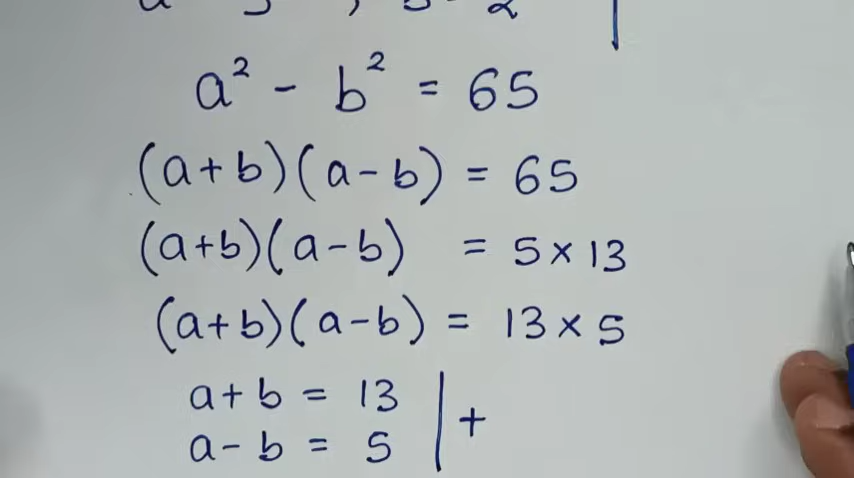 a² - b² = 65
(a+b)(a-b) = 65
(a+b)(a-b) = 5 × 13
(a+b)(a-b) = 13 × 5
a+b = 13
a-b = 5 | +